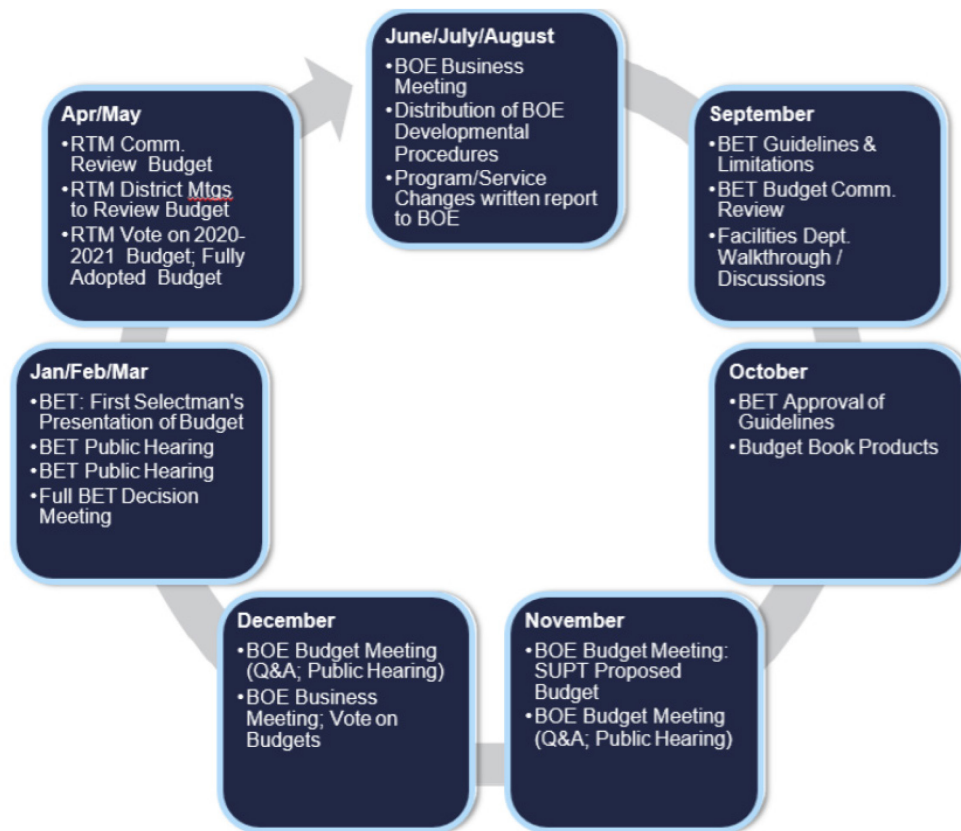 June/July/August
•BOE Business
Meeting
•Distribution of BOE
Developmental
Procedures
•Program/Service
Changes written report
to BOE
September
•BET Guidelines &
Limitations
•BET Budget Comm.
Review
•Facilities Dept.
Walkthrough /
Discussions
October
•BET Approval of
Guidelines
•Budget Book Products
November
•BOE Budget Meeting:
SUPT Proposed
Budget
•BOE Budget Meeting
(Q&A; Public Hearing)
December
•BOE Budget Meeting
(Q&A; Public Hearing)
•BOE Business
Meeting; Vote on
Budgets
Jan/Feb/Mar
•BET: First Selectman's
Presentation of Budget
•BET Public Hearing
•BET Public Hearing
•Full BET Decision
Meeting
Apr/May
•RTM Comm.
Review Budget
•RTM District Mtgs
to Review Budget
•RTM Vote on 2020-
2021 Budget; Fully
Adopted Budget